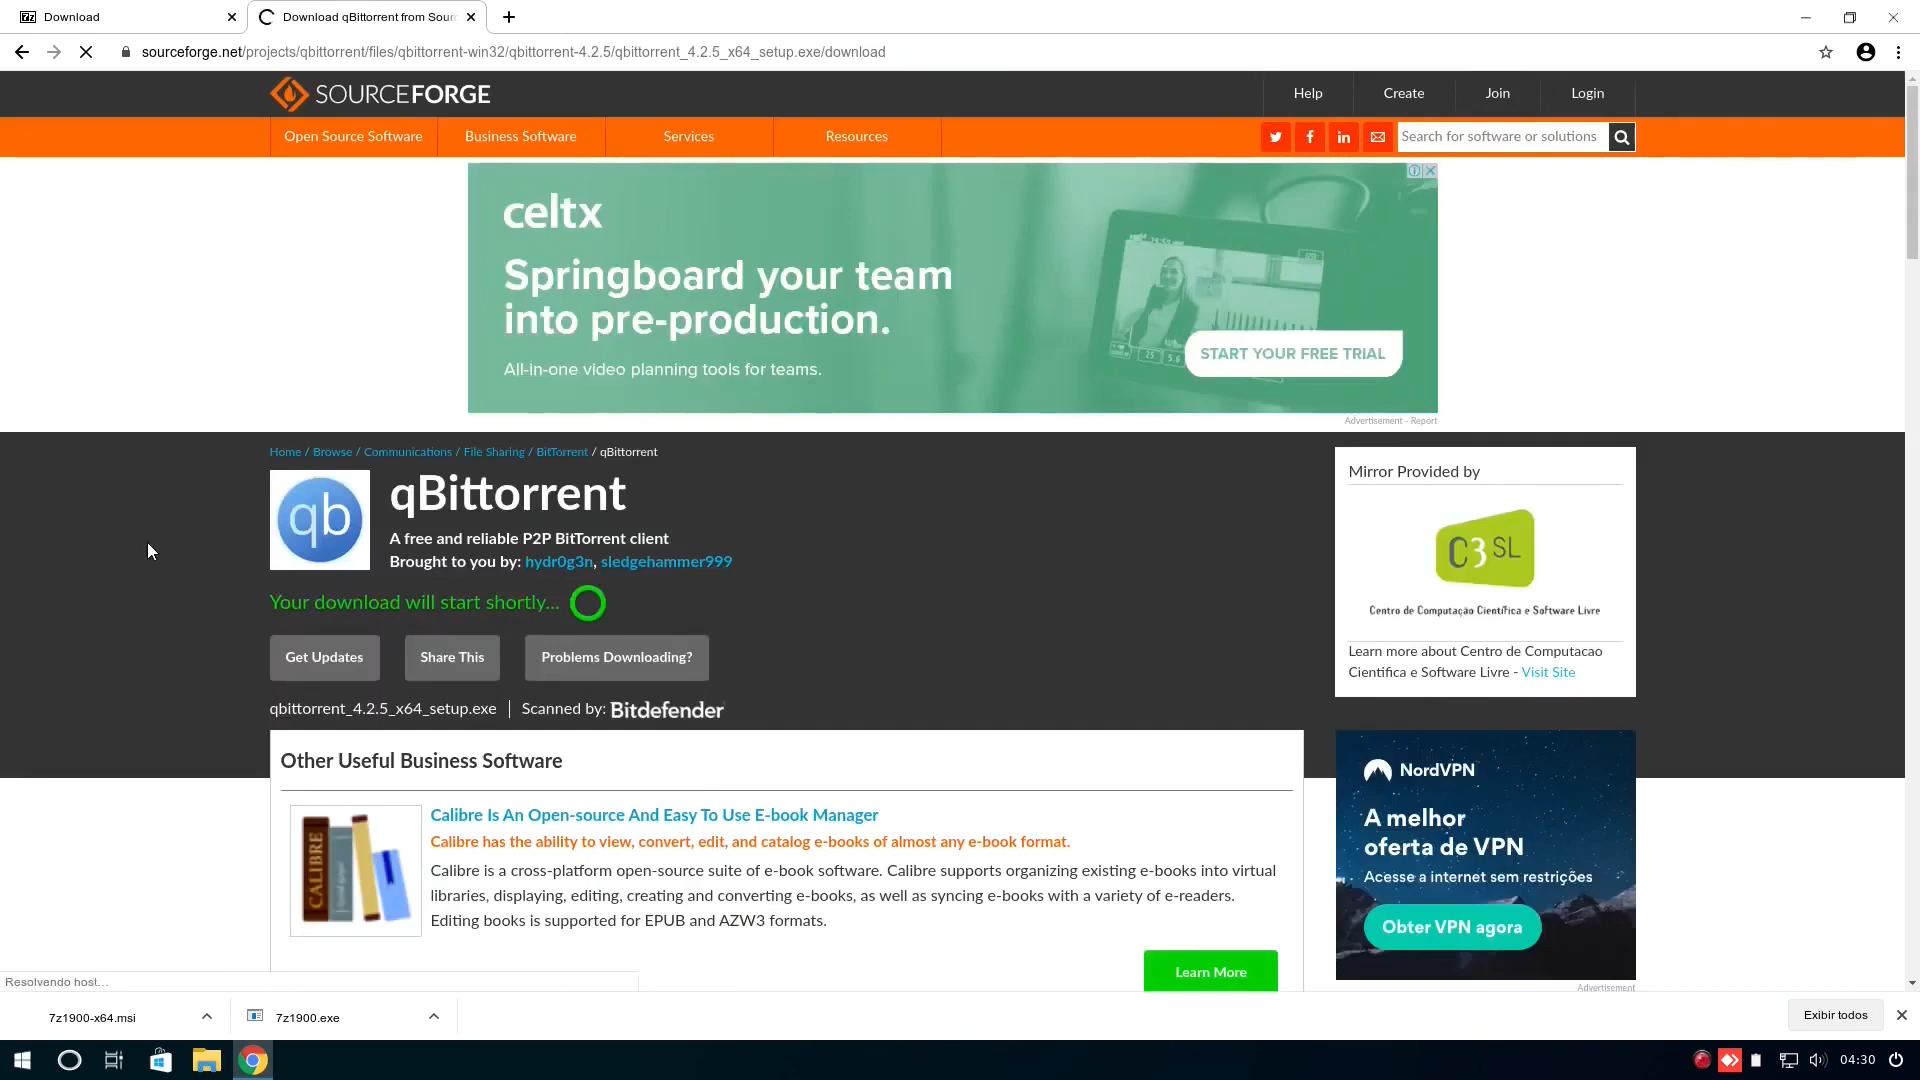 Download
Download qBittorrent from Sour
sourceforge.net/projects/qbittorrent/files/qbittorrent-win32/qbittorrent-4.2.5/qbittorrent_4.2.5_x64_setup.exe/download
SOURCEFORGE
Help
Create
Join
Login
Open Source Software
Business Software
Services
Resources
Search for software or solutions
celtx
Springboard your team
into pre-production.
All-in-one video planning tools for teams.
START YOUR FREE TRIAL
Advertisement - Report
Home / Browse / Communications / File Sharing / BitTorrent / qBittorrent
qb
qBittorrent
A free and reliable P2P BitTorrent client
Brought to you by: hydr0g3n, sledgehammer999
Your download will start shortly...
Get Updates
Share This
Problems Downloading?
qbittorrent_4.2.5_x64_setup.exe | Scanned by: Bitdefender
Mirror Provided by
C3SL
Centro de Computação Científica e Software Livre
Learn more about Centro de Computacao
Cientifica e Software Livre - Visit Site
Other Useful Business Software
CALIBRE
Calibre Is An Open-source And Easy To Use E-book Manager
Calibre has the ability to view, convert, edit, and catalog e-books of almost any e-book format.
Calibre is a cross-platform open-source suite of e-book software. Calibre supports organizing existing e-books into virtual
libraries, displaying, editing, creating and converting e-books, as well as syncing e-books with a variety of e-readers.
Editing books is supported for EPUB and AZW3 formats.
Learn More
NordVPN
A melhor
oferta de VPN
Acesse a internet sem restrições
Obter VPN agora
Advertisement
Resolvendo host...
7z1900-x64.msi
7z1900.exe
Exibir todos
04:30